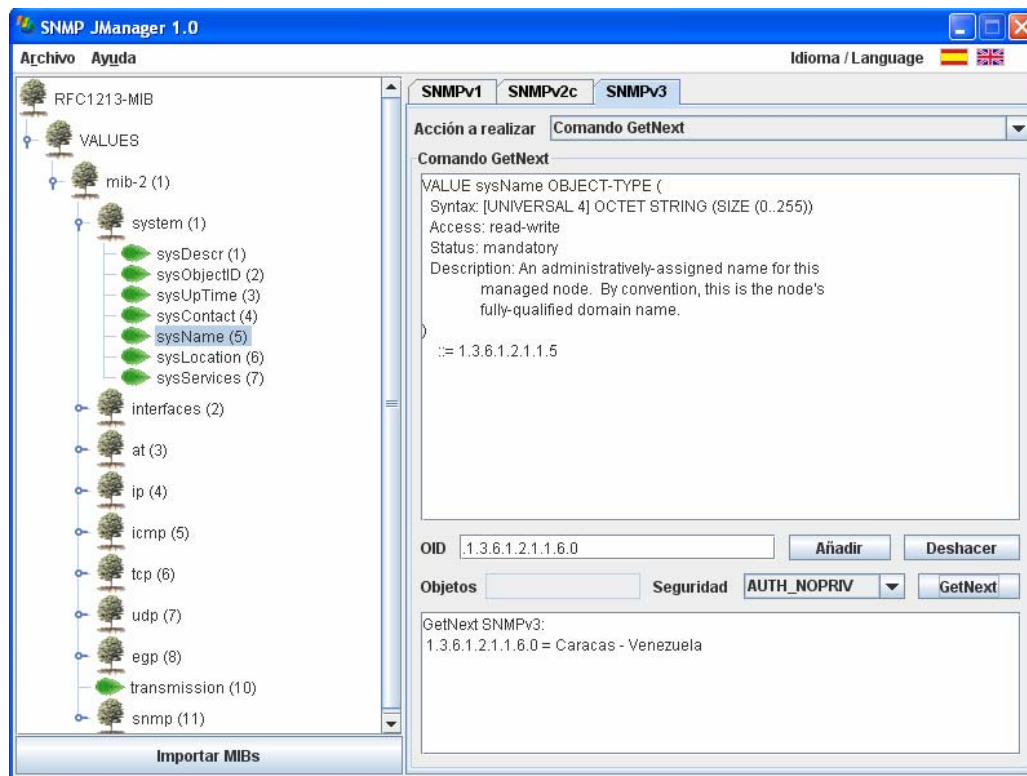 SNMP JManager 1.0
Archivo Ayuda
Idioma / Language
RFC1213-MIB
VALUES
mib-2 (1)
system (1)
sysDescr (1)
sysObjectID (2)
sysUpTime (3)
sysContact (4)
sysName (5)
sysLocation (6)
sysServices (7)
interfaces (2)
at (3)
ip (4)
icmp (5)
tcp (6)
udp (7)
egp (8)
transmission (10)
snmp (11)
Importar MIBs
SNMPv1 SNMPv2c SNMPv3
Acción a realizar Comando GetNext
Comando GetNext
VALUE sysName OBJECT-TYPE (
Syntax: [UNIVERSAL 4] OCTET STRING (SIZE (0..255))
Access: read-write
Status: mandatory
Description: An administratively-assigned name for this
managed node. By convention, this is the node's
fully-qualified domain name.
)
::= 1.3.6.1.2.1.1.5
OID .1.3.6.1.2.1.1.6.0 Añadir Deshacer
Objetos Seguridad AUTH_NOPRIV GetNext
GetNext SNMPv3:
1.3.6.1.2.1.1.6.0 = Caracas - Venezuela